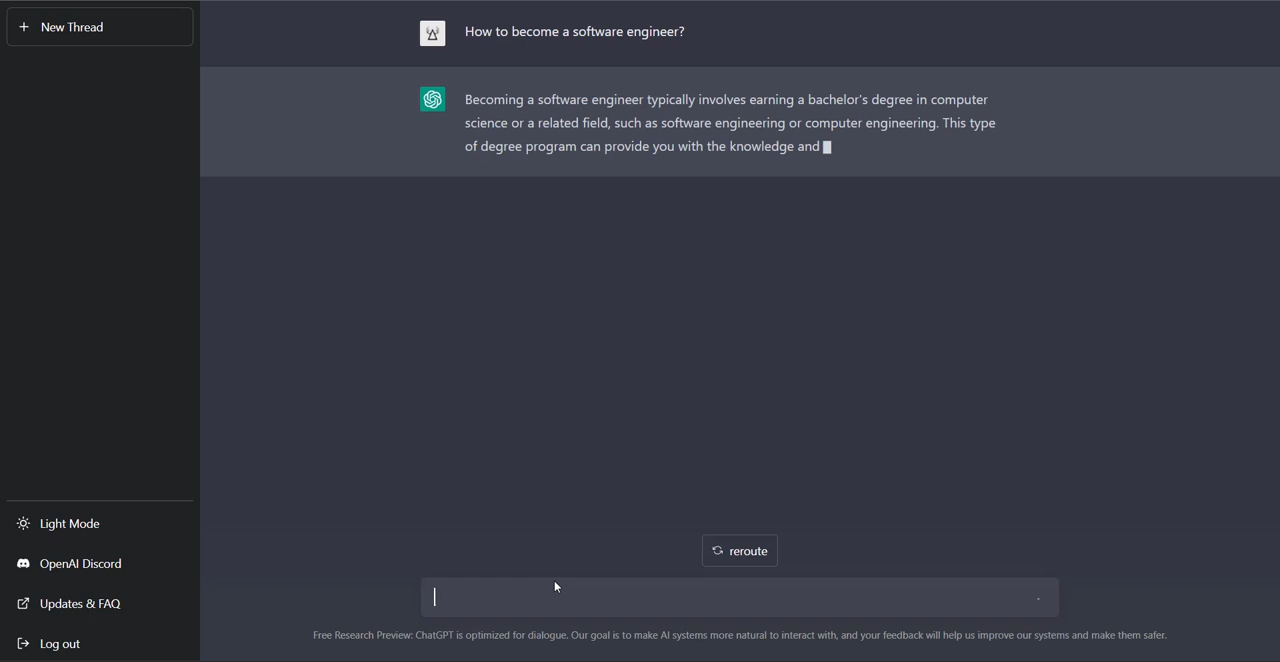 New Thread
How to become a software engineer?
Becoming a software engineer typically involves earning a bachelor's degree in computer
science or a related field, such as software engineering or computer engineering. This type
of degree program can provide you with the knowledge and
Light Mode
OpenAI Discord
Updates & FAQ
Log out
reroute
Free Research Preview: ChatGPT is optimized for dialogue. Our goal is to make AI systems more natural to interact with, and your feedback will help us improve our systems and make them safer.